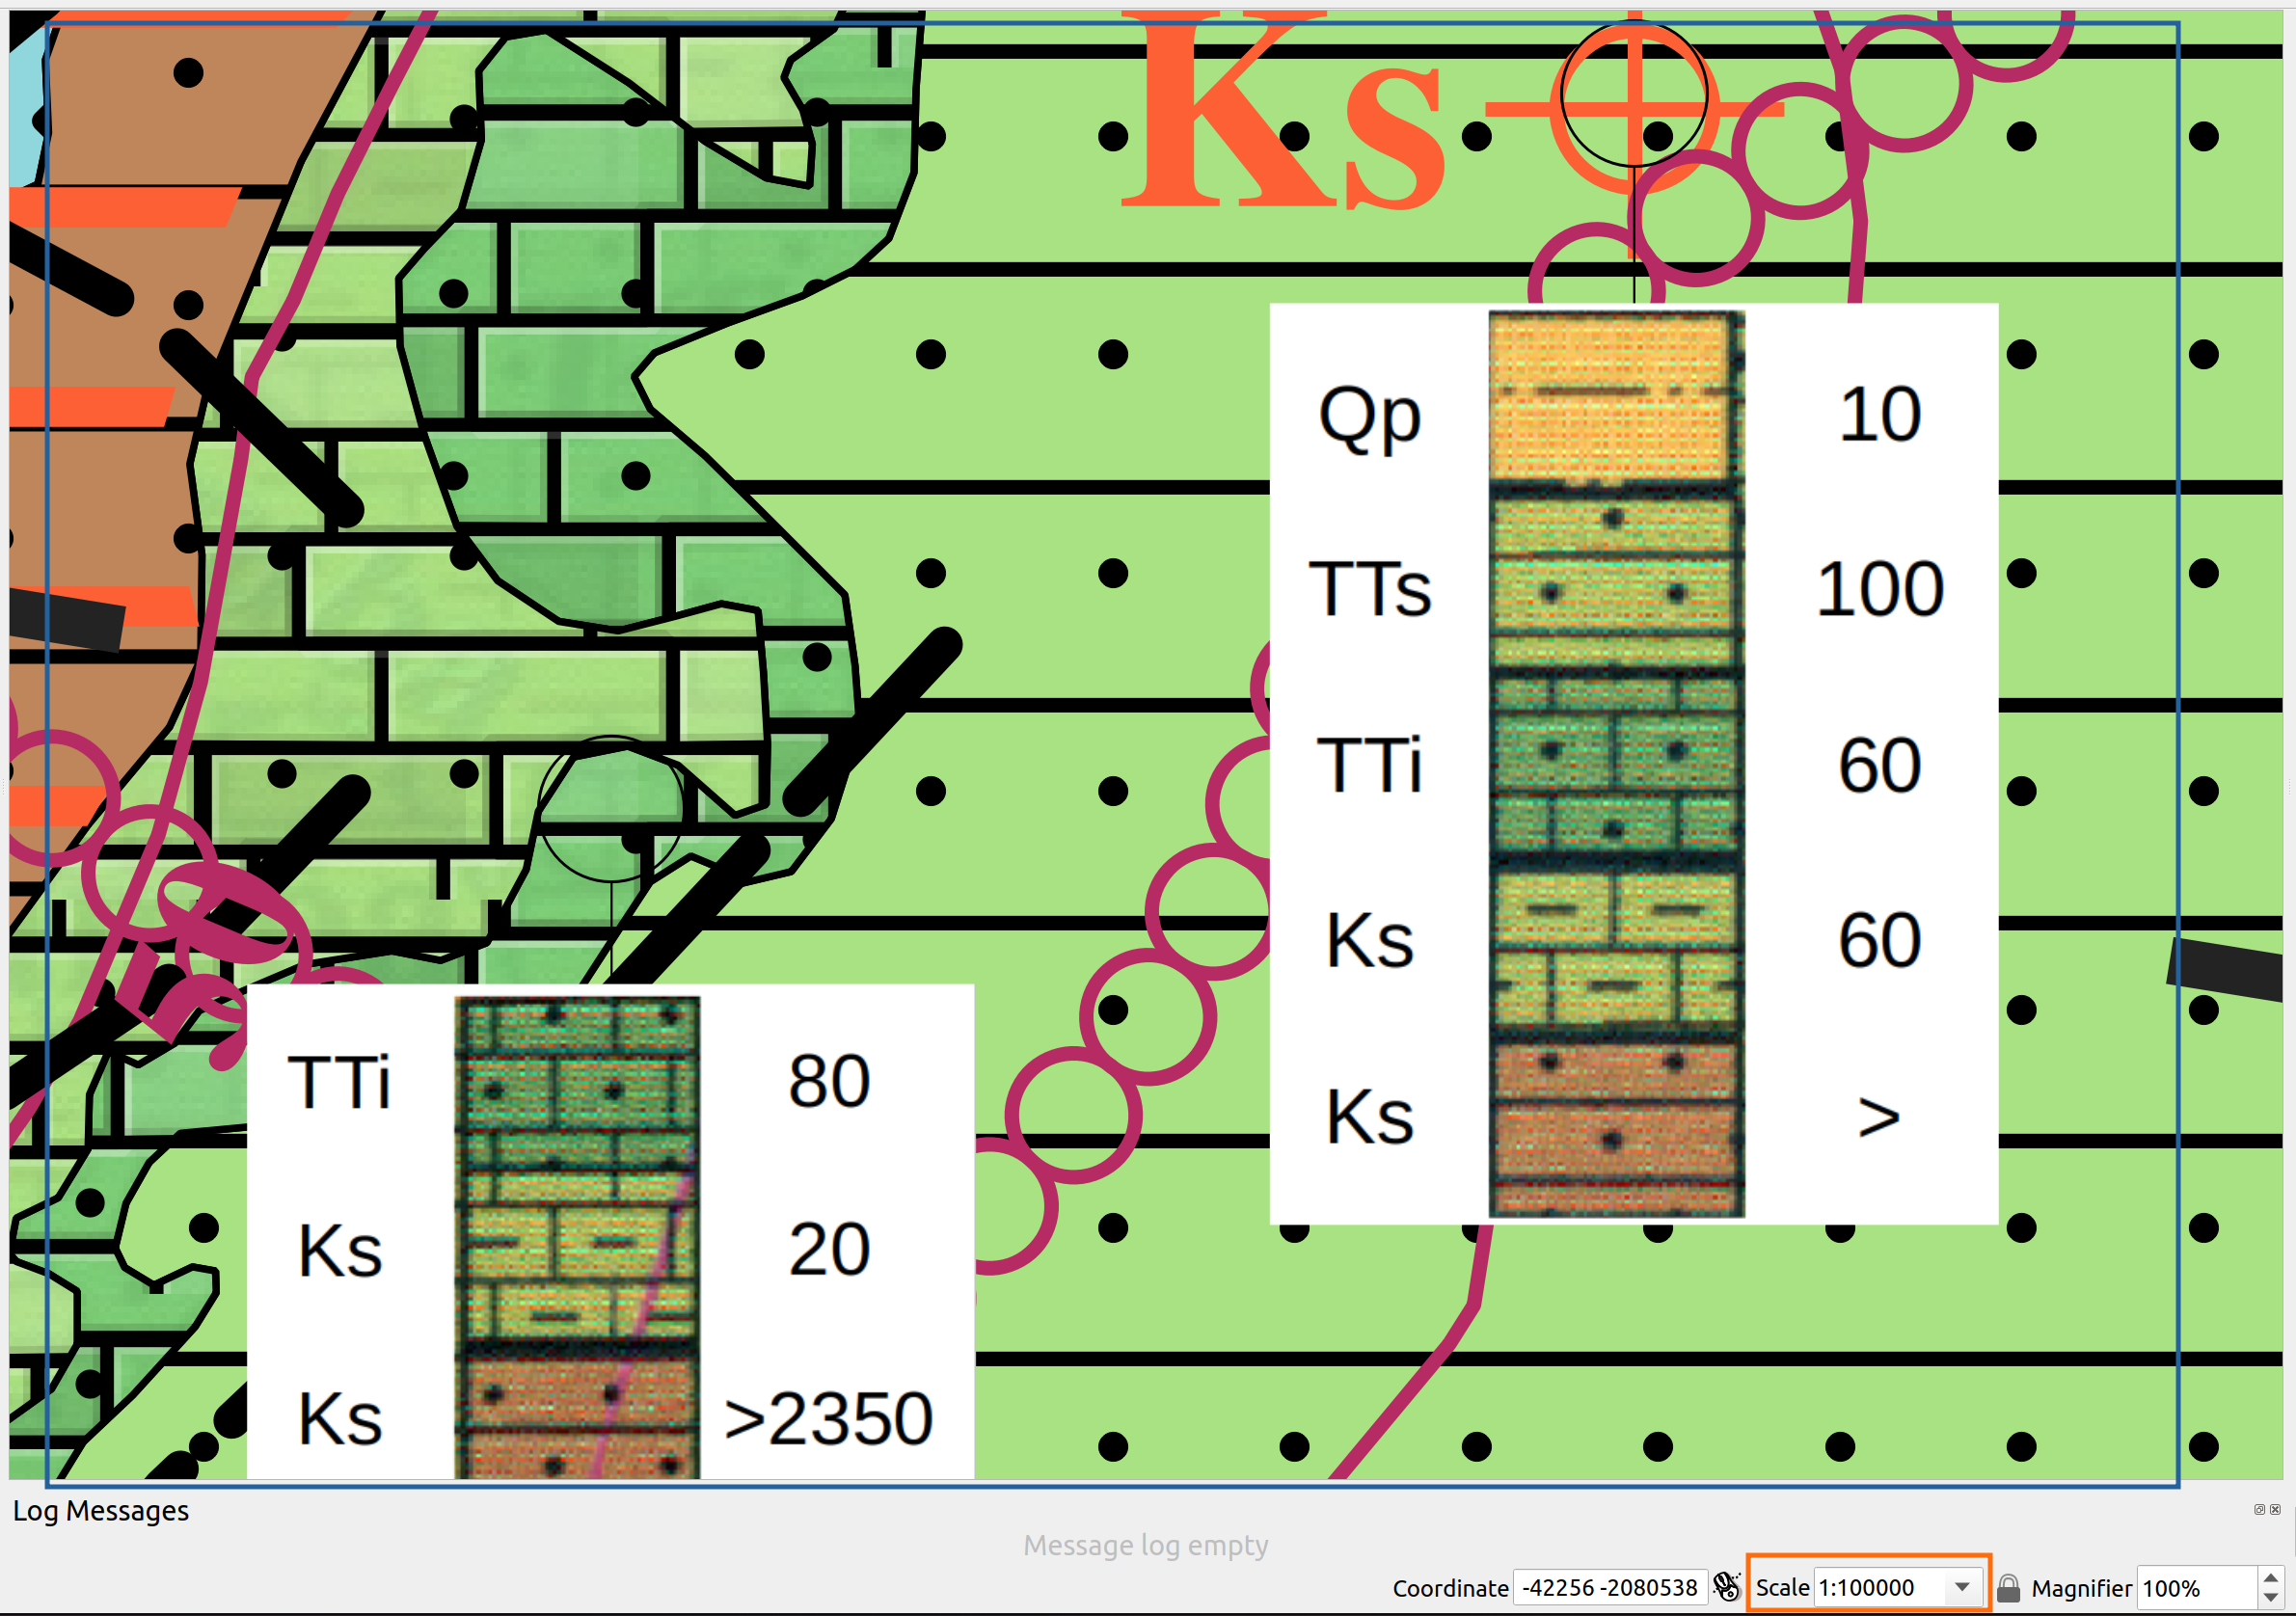 Ks
Qp 10
TTs 100
TTi 60
Ks 60
Ks >
TTi 80
Ks 20
Ks >2350
Log Messages
Message log empty
Coordinate -42256 -2080538 Scale 1:100000 Magnifier 100%